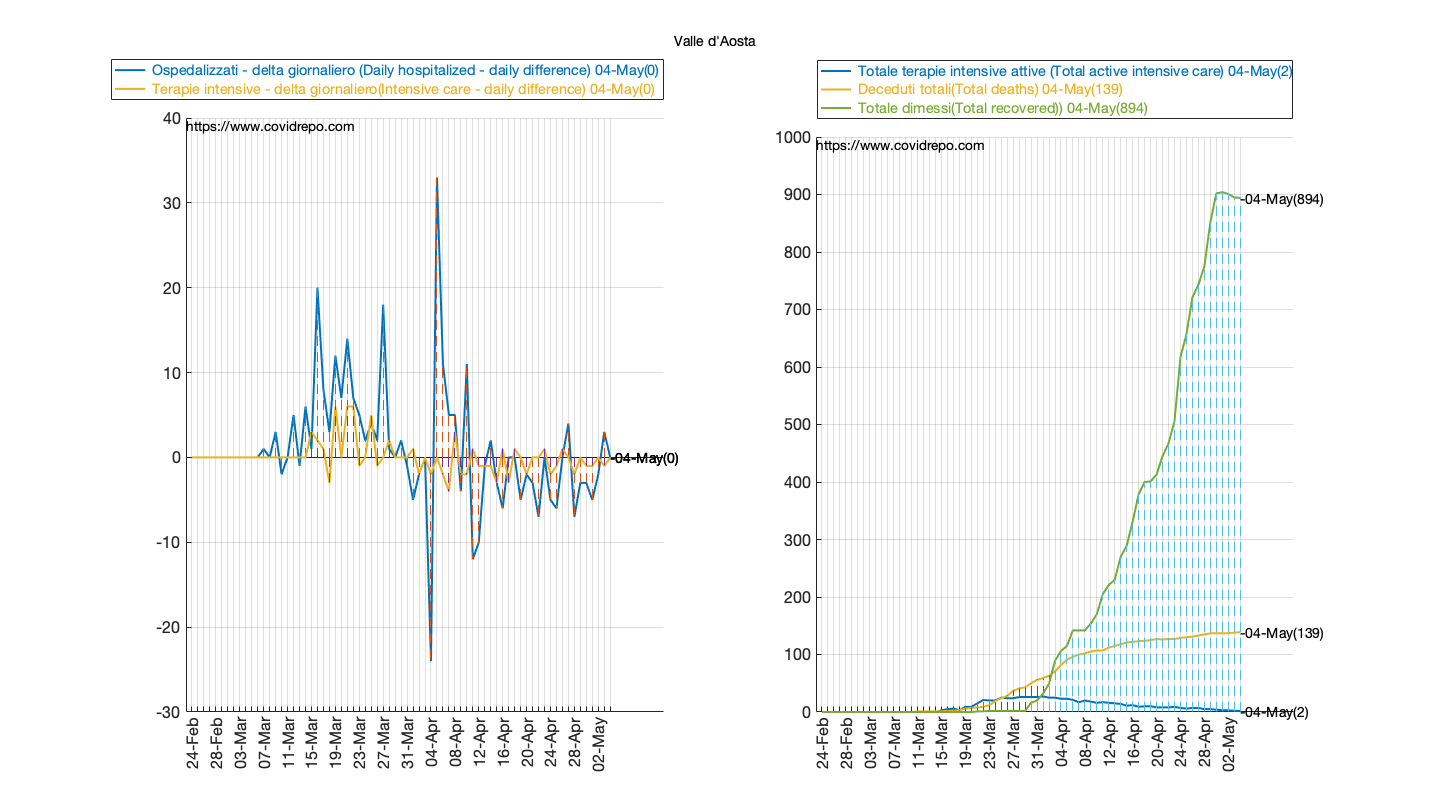 Valle d'Aosta
Ospedalizzati - delta giornaliero (Daily hospitalized - daily difference) 04-May(0)
Terapie intensive - delta giornaliero(Intensive care - daily difference) 04-May(0)
https://www.covidrepo.com
40
30
20
10
0
-10
-20
-30
04-May(0)
24-Feb
28-Feb
03-Mar
07-Mar
11-Mar
15-Mar
19-Mar
23-Mar
27-Mar
31-Mar
04-Apr
08-Apr
12-Apr
16-Apr
20-Apr
24-Apr
28-Apr
02-May
Totale terapie intensive attive (Total active intensive care) 04-May(2)
Deceduti totali(Total deaths) 04-May(139)
Totale dimessi(Total recovered)) 04-May(894)
https://www.covidrepo.com
1000
900
800
700
600
500
400
300
200
100
0
04-May(894)
04-May(139)
04-May(2)
24-Feb
28-Feb
03-Mar
07-Mar
11-Mar
15-Mar
19-Mar
23-Mar
27-Mar
31-Mar
04-Apr
08-Apr
12-Apr
16-Apr
20-Apr
24-Apr
28-Apr
02-May